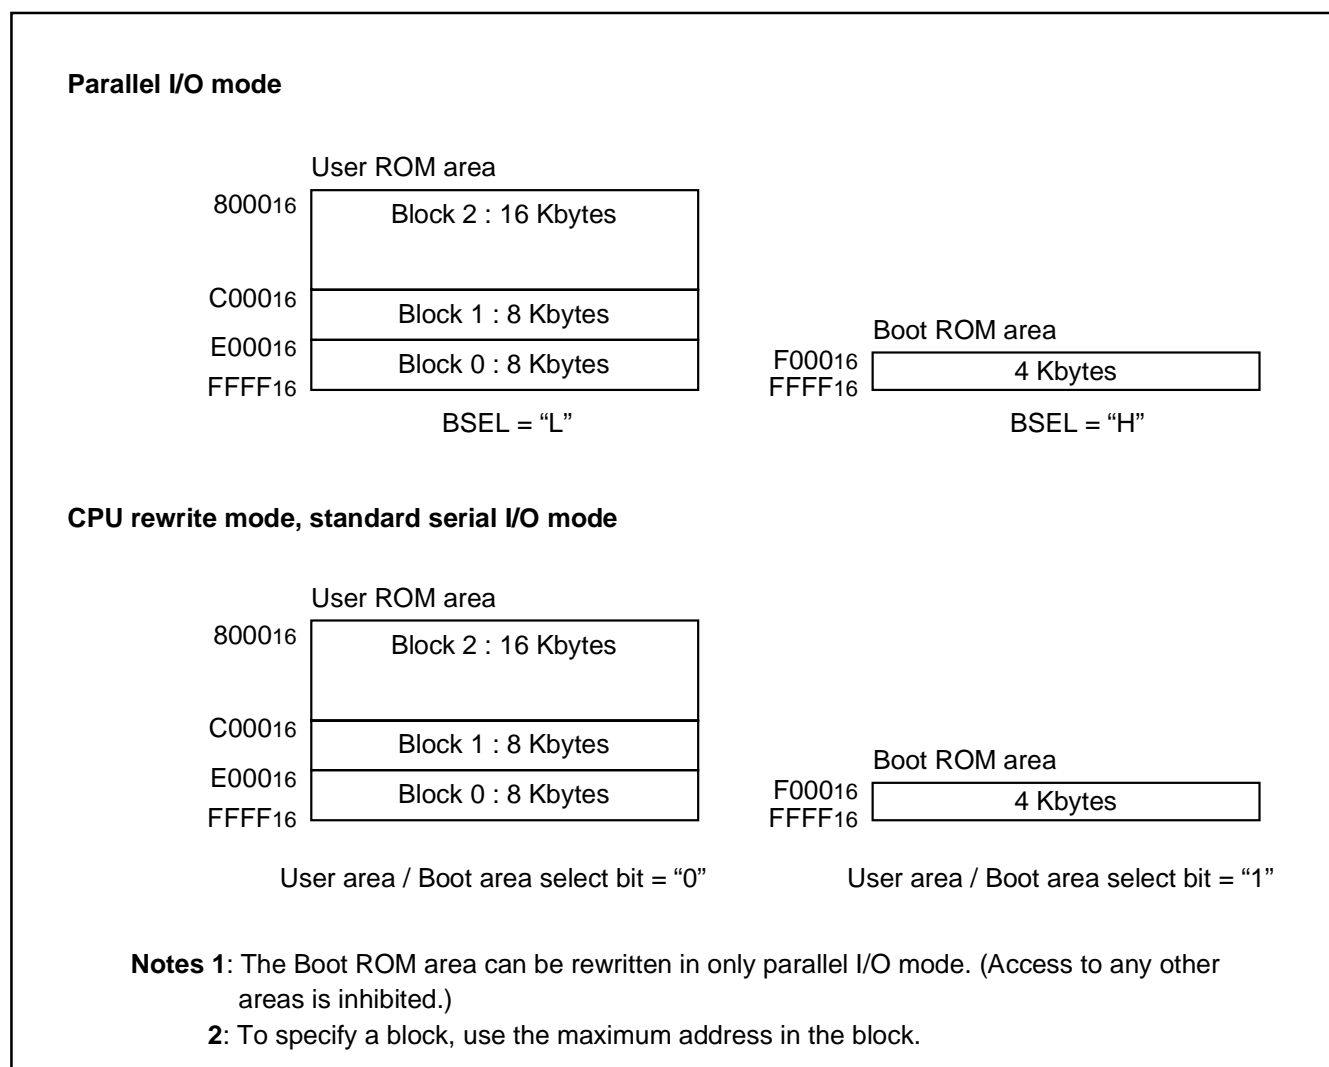 Parallel I/O mode
User ROM area
800016
Block 2 : 16 Kbytes
C00016
Block 1 : 8 Kbytes
E00016
Block 0 : 8 Kbytes
FFFF16
BSEL = “L”
Boot ROM area
F00016
4 Kbytes
FFFF16
BSEL = “H”
CPU rewrite mode, standard serial I/O mode
User ROM area
800016
Block 2 : 16 Kbytes
C00016
Block 1 : 8 Kbytes
E00016
Block 0 : 8 Kbytes
FFFF16
User area / Boot area select bit = “0”
Boot ROM area
F00016
4 Kbytes
FFFF16
User area / Boot area select bit = “1”
Notes 1: The Boot ROM area can be rewritten in only parallel I/O mode. (Access to any other
areas is inhibited.)
2: To specify a block, use the maximum address in the block.